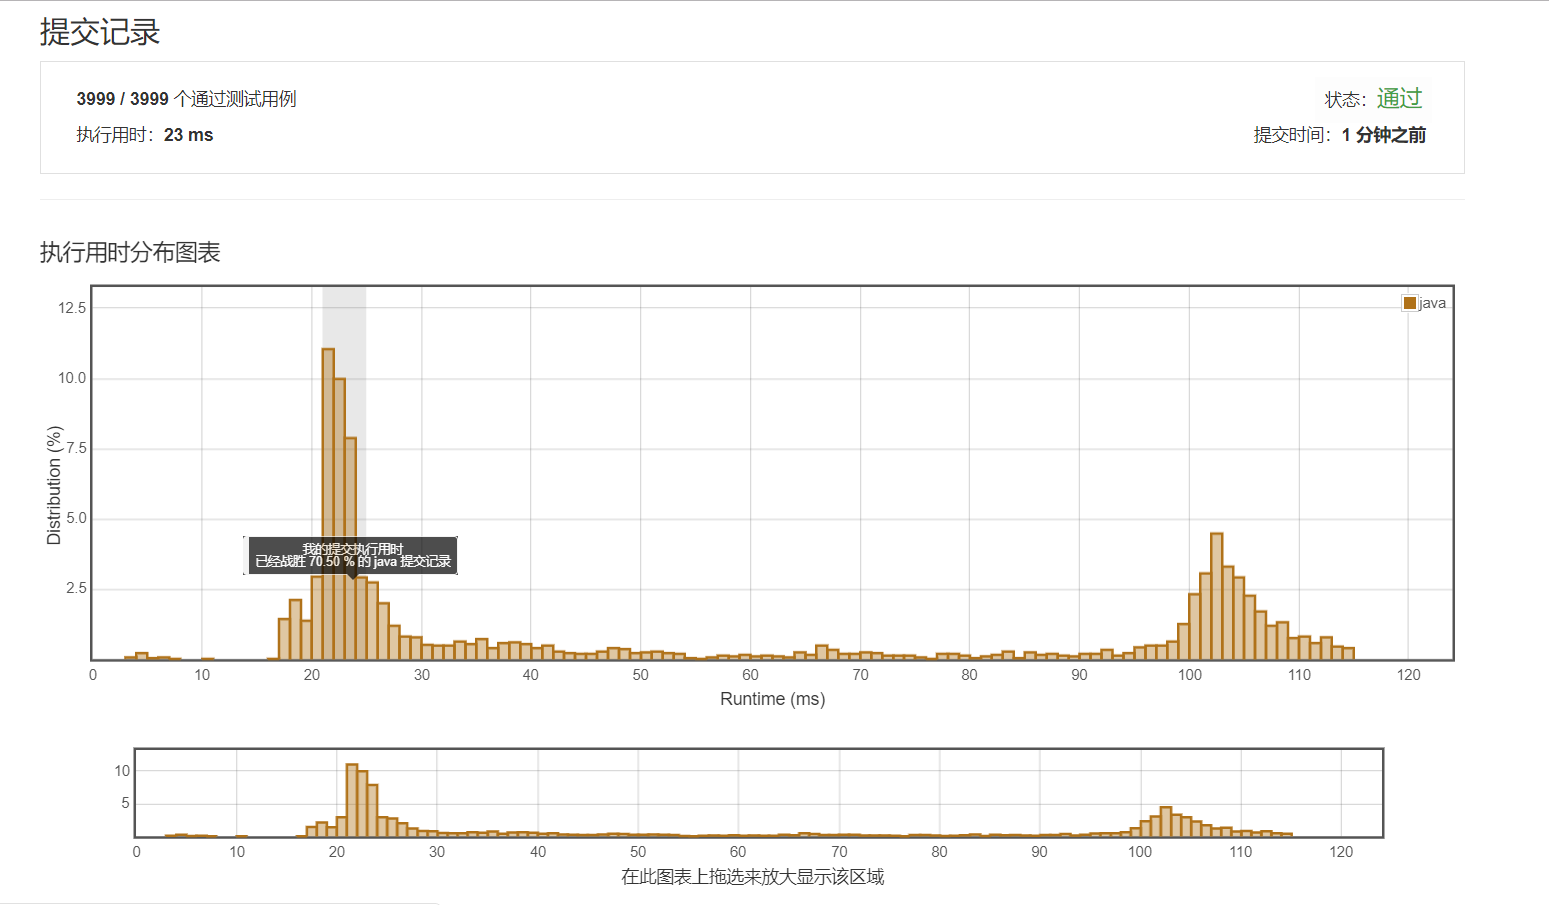 提交记录
3999 / 3999 个通过测试用例
状态：通过
执行用时：23 ms
提交时间：1 分钟之前
执行用时分布图表
java
12.5
10.0
7.5
5.0
2.5
Distribution (%)
我的提交执行用时
已经战胜 70.50 % 的 java 提交记录
0 10 20 30 40 50 60 70 80 90 100 110 120
Runtime (ms)
10
5
0 10 20 30 40 50 60 70 80 90 100 110 120
在此图表上拖选来放大显示该区域